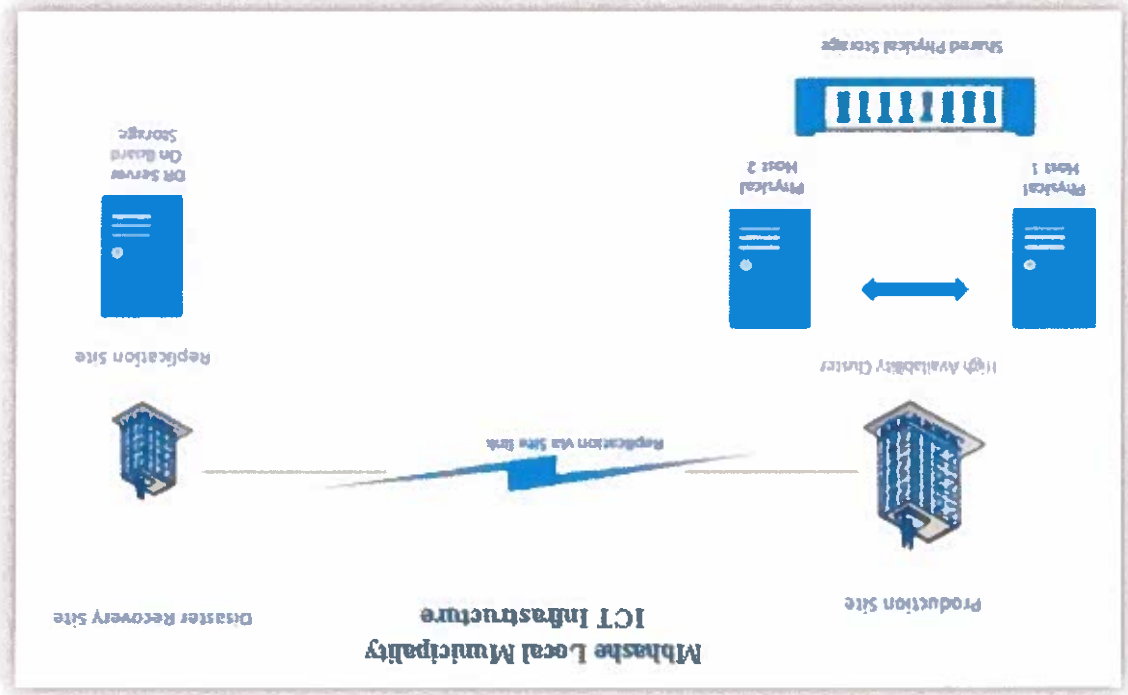 Mbhashe Local Municipality
ICT Infrastructure
Production Site
Disaster Recovery Site
Replication via Site link
High Availability Cluster
Replication Site
Physical
Host 1
Physical
Host 2
DR Server
On Board
Storage
Shared Physical Storage